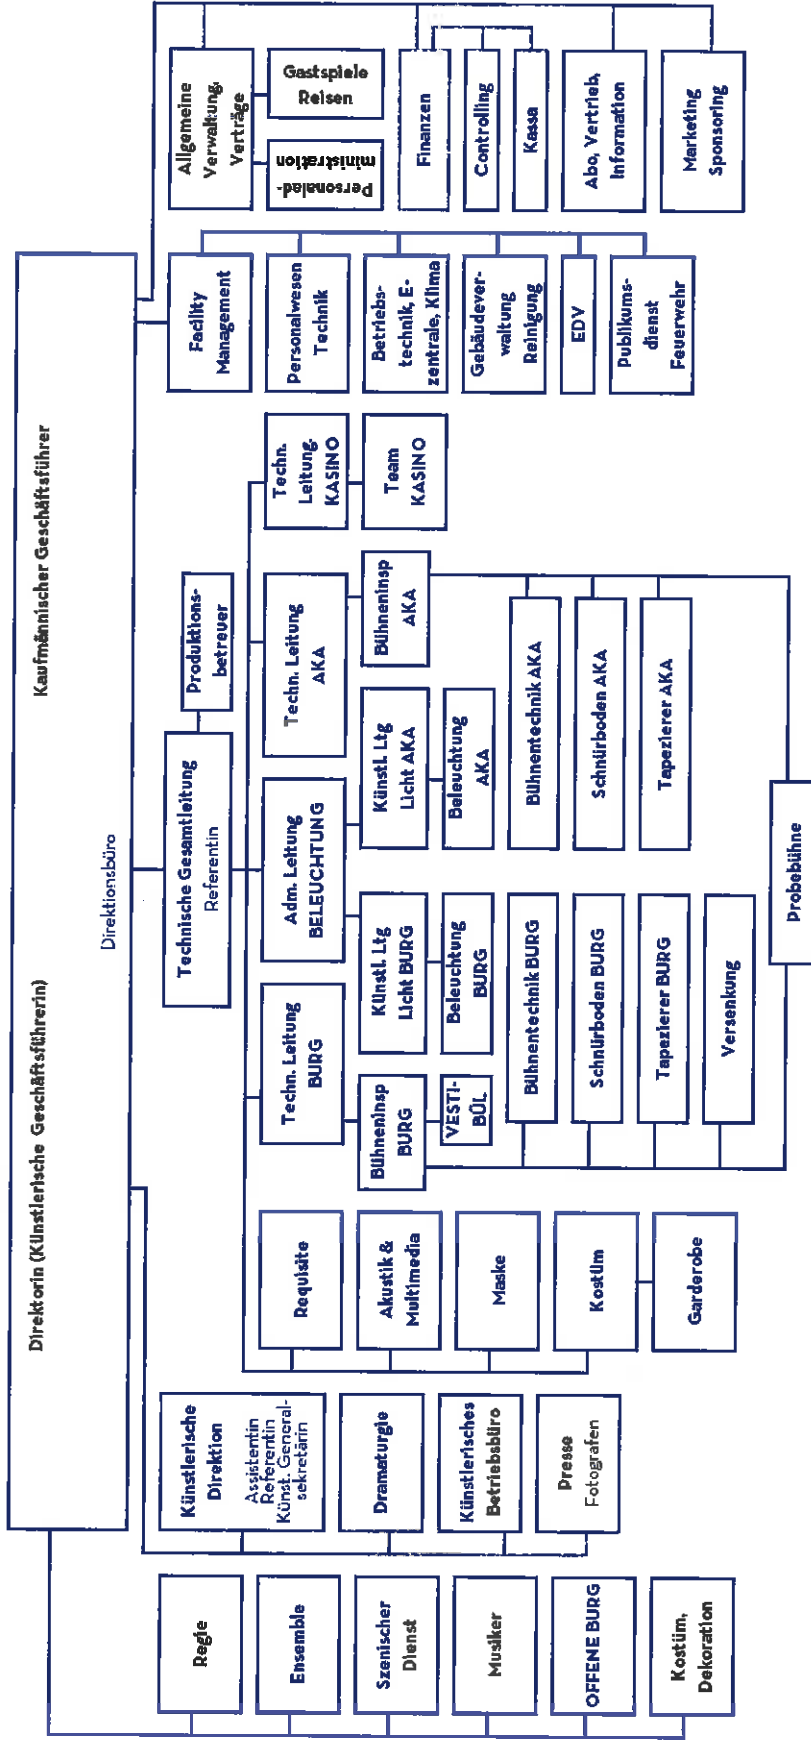 Direktorin (Künstlerische Geschäftsführerin)
Kaufmännischer Geschäftsführer
Direktionsbüro
Regie
Ensemble
Szenischer
Dienst
Musiker
OFFENE BURG
Kostüm,
Dekoration
Künstlerische
Direktion
Assistentin
Referentin
Künst. General-
sekretärin
Dramaturgie
Künstlerisches
Betriebsbüro
Presse
Fotografen
Technische Gesamtleitung
Referentin
Produktions-
betreuer
Requisite
Akustik &
Multimedia
Maske
Kostüm
Garderobe
Techn. Leitung
BURG
Bühneninsp
BURG
VESTI-
BÜL
Adm. Leitung
BELEUCHTUNG
Künstl. Ltg
Licht BURG
Beleuchtung
BURG
Künstl. Ltg
Licht AKA
Beleuchtung
AKA
Techn. Leitung
AKA
Bühneninsp
AKA
Techn.
Leitung.
KASINO
Team
KASINO
Bühnentechnik BURG
Schnürboden BURG
Tapezierer BURG
Versenkung
Bühnentechnik AKA
Schnürboden AKA
Tapezierer AKA
Probebühne
Facility
Management
Personalwesen
Technik
Betriebs-
technik, E-
zentrale, Klima
Gebäudever-
waltung
Reinigung
EDV
Publikums-
dienst
Feuerwehr
Allgemeine
Verwaltung,
Verträge
Personalad-
ministration
Gastspiele
Reisen
Finanzen
Controlling
Kassa
Abo, Vertrieb,
Information
Marketing
Sponsoring